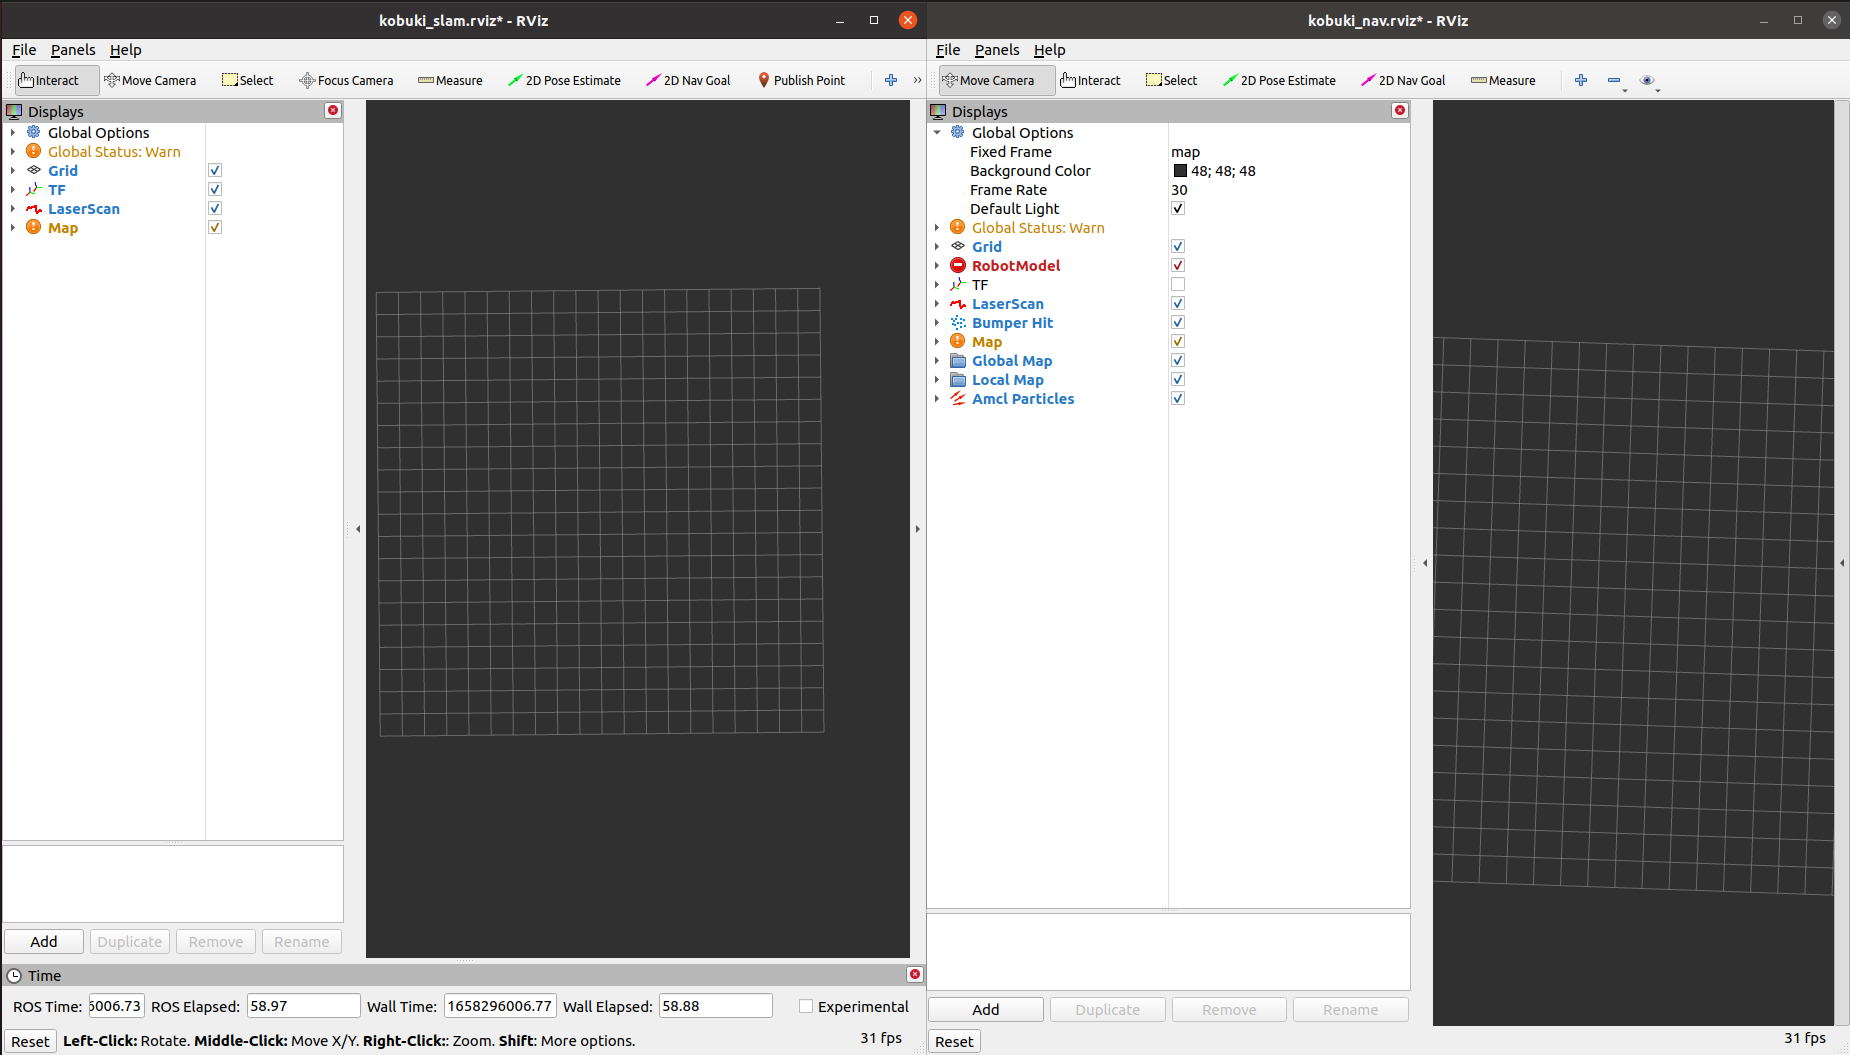 kobuki_slam.rviz* - RViz
File Panels Help
Interact Move Camera Select Focus Camera Measure 2D Pose Estimate 2D Nav Goal Publish Point »
Displays
Global Options
Global Status: Warn
Grid
TF
LaserScan
Map
Add Duplicate Remove Rename
Time
ROS Time: 6006.73 ROS Elapsed: 58.97 Wall Time: 1658296006.77 Wall Elapsed: 58.88 Experimental
Reset Left-Click: Rotate. Middle-Click: Move X/Y. Right-Click:: Zoom. Shift: More options. 31 fps
kobuki_nav.rviz* - RViz
File Panels Help
Move Camera Interact Select 2D Pose Estimate 2D Nav Goal Measure
Displays
Global Options
Fixed Frame map
Background Color 48; 48; 48
Frame Rate 30
Default Light
Global Status: Warn
Grid
RobotModel
TF
LaserScan
Bumper Hit
Map
Global Map
Local Map
Amcl Particles
Add Duplicate Remove Rename
Reset 31 fps